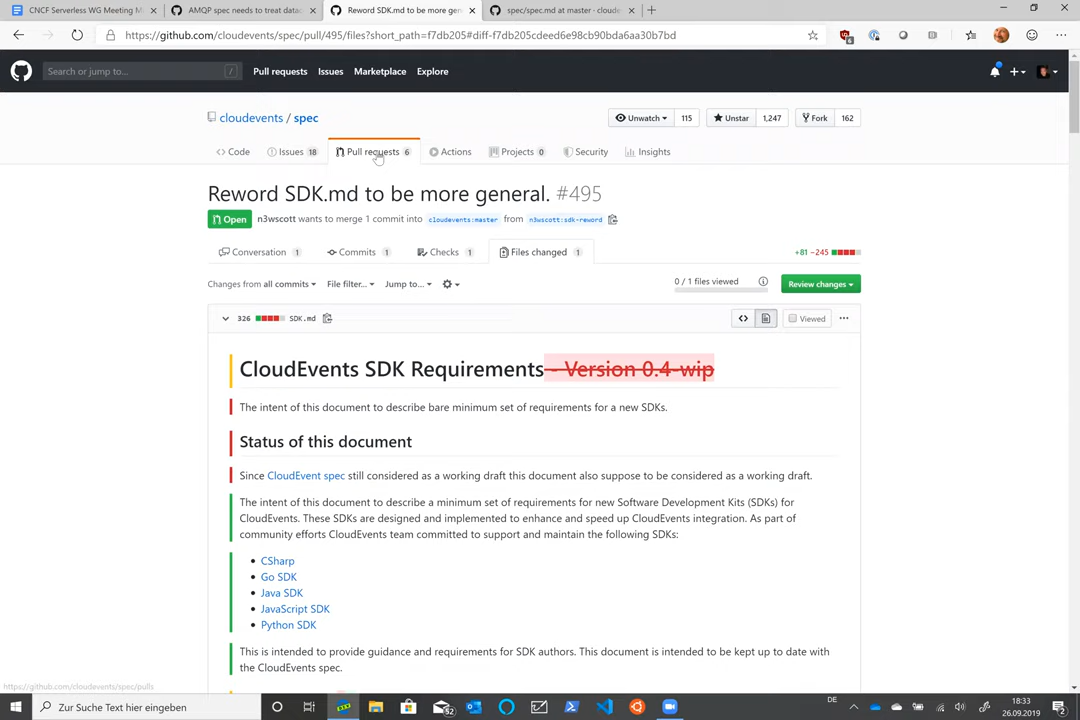 CNCF Serverless WG Meeting M
AMQP spec needs to treat datac
Reword SDK.md to be more gen
spec/spec.md at master · cloude
https://github.com/cloudevents/spec/pull/495/files?short_path=f7db205#diff-f7db205cdeed6e98cb90bda6aa30b7bd
Search or jump to... /
Pull requests Issues Marketplace Explore
cloudevents / spec
Unwatch 115 Unstar 1,247 Fork 162
Code Issues 18 Pull requests 6 Actions Projects 0 Security Insights
Reword SDK.md to be more general. #495
Open n3wscott wants to merge 1 commit into cloudevents:master from n3wscott:sdk-reword
Conversation 1 Commits 1 Checks 1 Files changed 1 +81 −245
Changes from all commits File filter... Jump to... 0 / 1 files viewed Review changes
326 SDK.md Viewed
CloudEvents SDK Requirements - Version 0.4-wip
The intent of this document to describe bare minimum set of requirements for a new SDKs.
Status of this document
Since CloudEvent spec still considered as a working draft this document also suppose to be considered as a working draft.
The intent of this document to describe a minimum set of requirements for new Software Development Kits (SDKs) for
CloudEvents. These SDKs are designed and implemented to enhance and speed up CloudEvents integration. As part of
community efforts CloudEvents team committed to support and maintain the following SDKs:
CSharp
Go SDK
Java SDK
JavaScript SDK
Python SDK
This is intended to provide guidance and requirements for SDK authors. This document is intended to be kept up to date with
the CloudEvents spec.
https://github.com/cloudevents/spec/pulls
Zur Suche Text hier eingeben
52
DE
18:33
26.09.2019
2